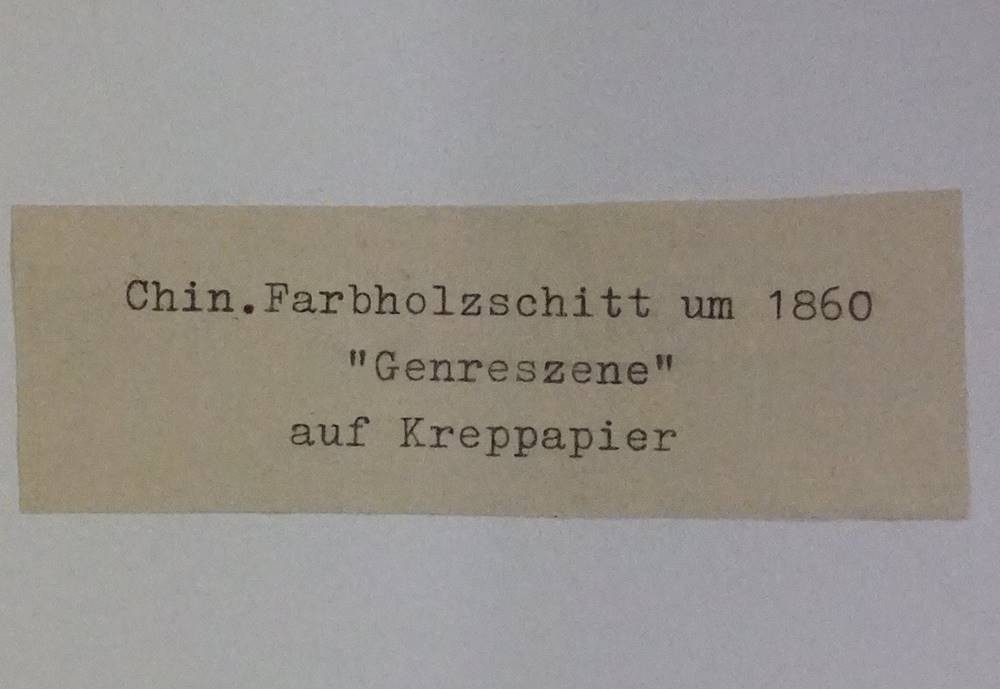 Chin.Farbholzschitt um 1860
"Genreszene"
auf Kreppapier